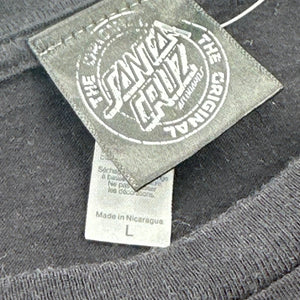 THE ORIGINAL
SANTA
CRUZ
THE ORIGINAL
Made in Nicaragua
L